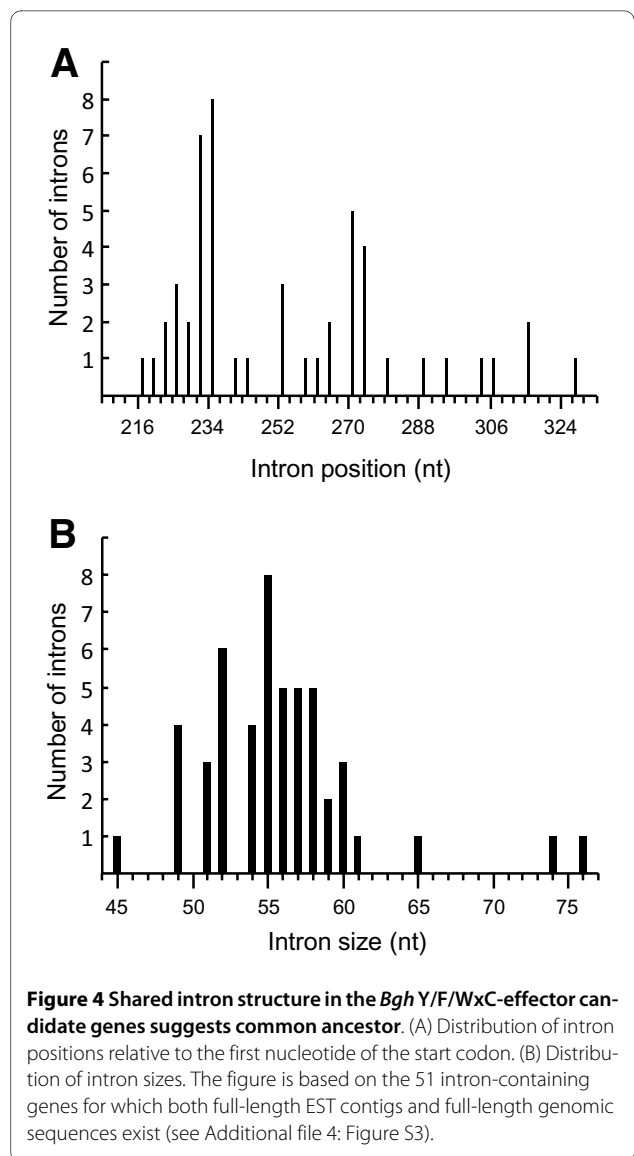 A
Number of introns
8
7
6
5
4
3
2
1
216 234 252 270 288 306 324
Intron position (nt)
B
Number of introns
8
7
6
5
4
3
2
1
45 50 55 60 65 70 75
Intron size (nt)
Figure 4 Shared intron structure in the Bgh Y/F/WxC-effector can-
didate genes suggests common ancestor. (A) Distribution of intron
positions relative to the first nucleotide of the start codon. (B) Distribu-
tion of intron sizes. The figure is based on the 51 intron-containing
genes for which both full-length EST contigs and full-length genomic
sequences exist (see Additional file 4: Figure S3).